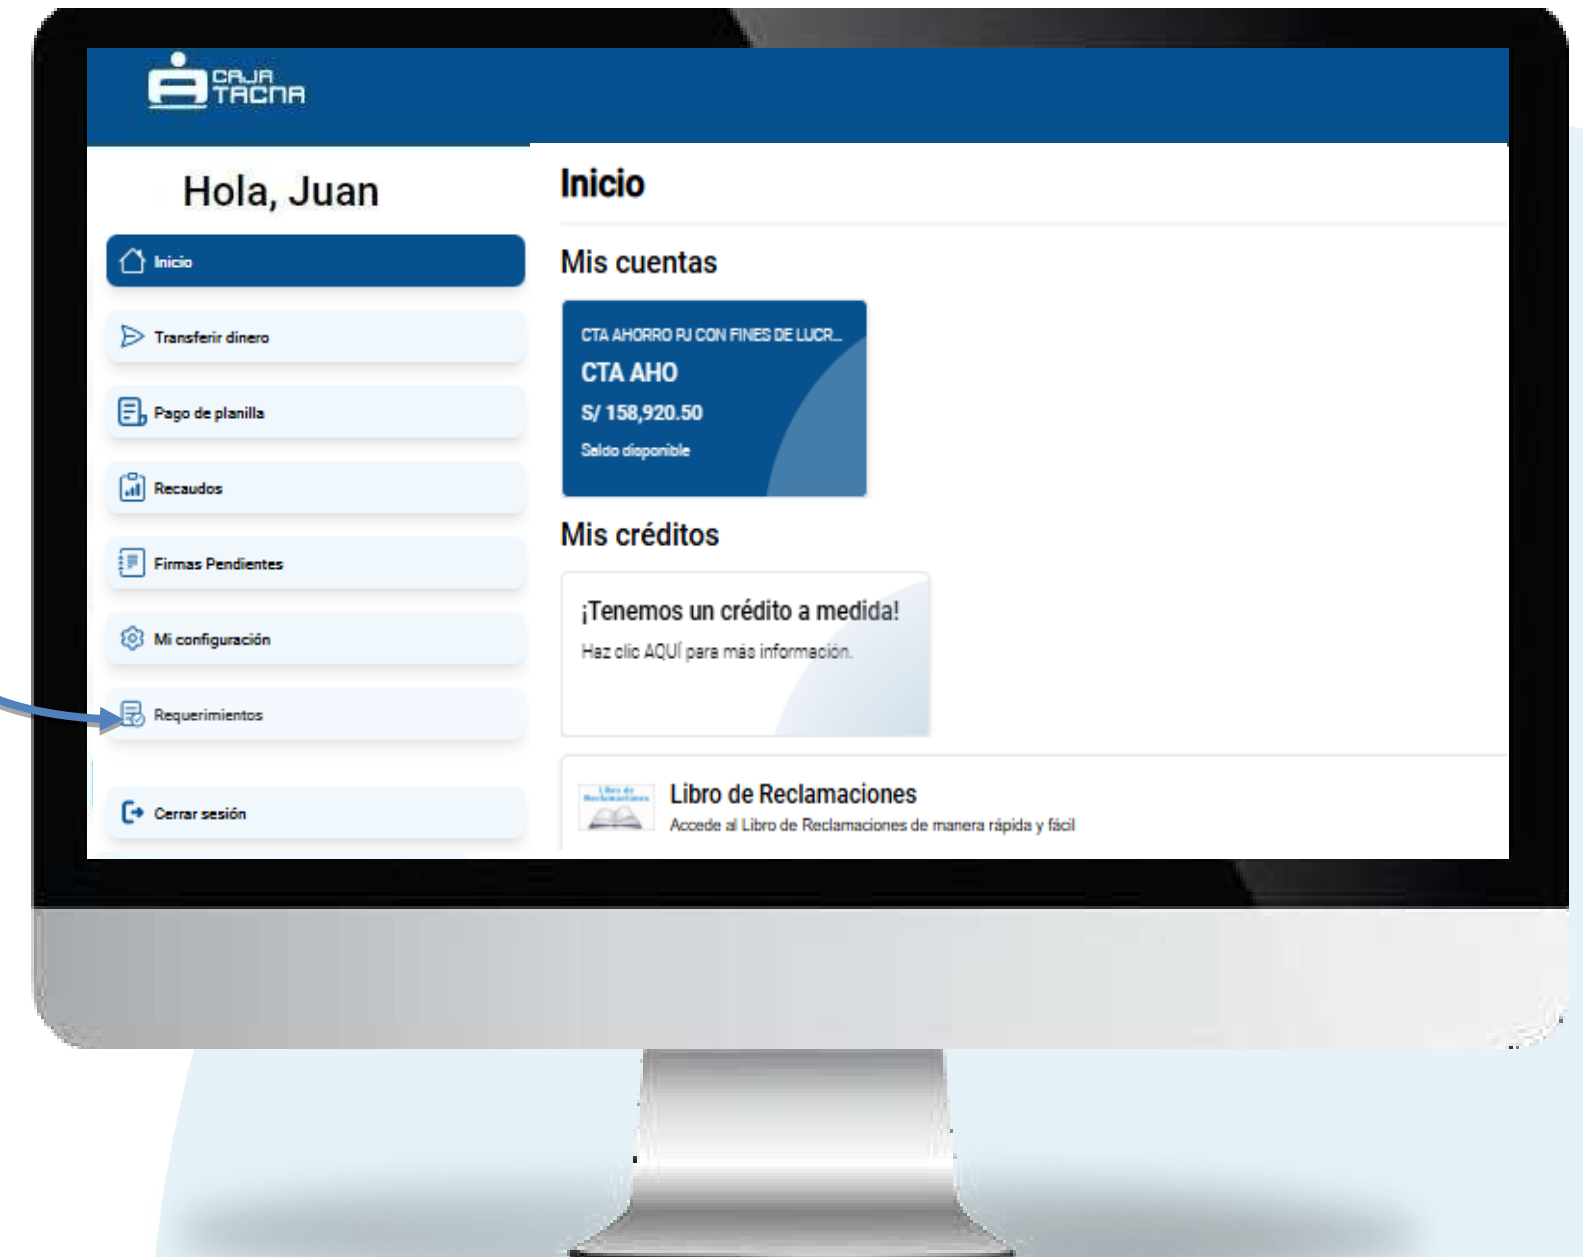 CAJA
TACNA
Hola, Juan
Inicio
Transferir dinero
Pago de planilla
Recaudos
Firmas Pendientes
Mi configuración
Requerimientos
Cerrar sesión
Inicio
Mis cuentas
CTA AHORRO PJ CON FINES DE LUCR...
CTA AHO
S/ 158,920.50
Saldo disponible
Mis créditos
¡Tenemos un crédito a medida!
Haz clic AQUÍ para más información.
Libro de
Reclamaciones
Libro de Reclamaciones
Accede al Libro de Reclamaciones de manera rápida y fácil